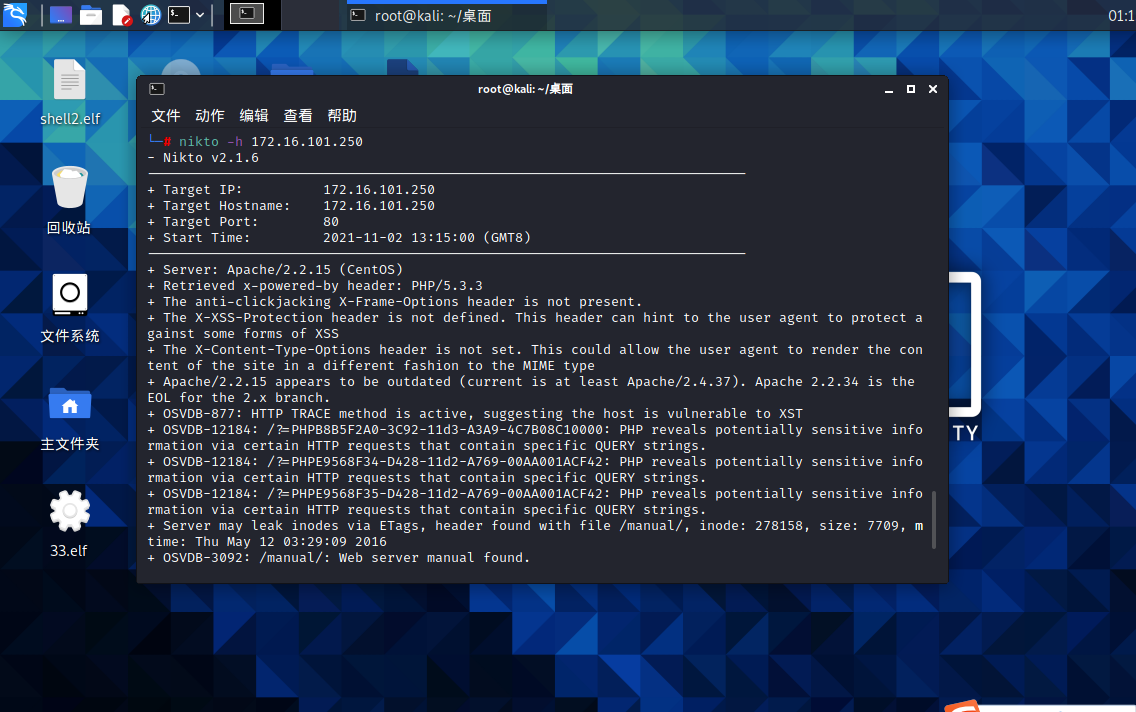 root@kali: ~/桌面
01:1
shell2.elf
回收站
文件系统
主文件夹
33.elf
root@kali: ~/桌面
文件 动作 编辑 查看 帮助
└─# nikto -h 172.16.101.250
- Nikto v2.1.6
+ Target IP: 172.16.101.250
+ Target Hostname: 172.16.101.250
+ Target Port: 80
+ Start Time: 2021-11-02 13:15:00 (GMT8)
+ Server: Apache/2.2.15 (CentOS)
+ Retrieved x-powered-by header: PHP/5.3.3
+ The anti-clickjacking X-Frame-Options header is not present.
+ The X-XSS-Protection header is not defined. This header can hint to the user agent to protect a
gainst some forms of XSS
+ The X-Content-Type-Options header is not set. This could allow the user agent to render the con
tent of the site in a different fashion to the MIME type
+ Apache/2.2.15 appears to be outdated (current is at least Apache/2.4.37). Apache 2.2.34 is the
EOL for the 2.x branch.
+ OSVDB-877: HTTP TRACE method is active, suggesting the host is vulnerable to XST
+ OSVDB-12184: /?=PHPB8B5F2A0-3C92-11d3-A3A9-4C7B08C10000: PHP reveals potentially sensitive info
rmation via certain HTTP requests that contain specific QUERY strings.
+ OSVDB-12184: /?=PHPE9568F34-D428-11d2-A769-00AA001ACF42: PHP reveals potentially sensitive info
rmation via certain HTTP requests that contain specific QUERY strings.
+ OSVDB-12184: /?=PHPE9568F35-D428-11d2-A769-00AA001ACF42: PHP reveals potentially sensitive info
rmation via certain HTTP requests that contain specific QUERY strings.
+ Server may leak inodes via ETags, header found with file /manual/, inode: 278158, size: 7709, m
time: Thu May 12 03:29:09 2016
+ OSVDB-3092: /manual/: Web server manual found.
TY